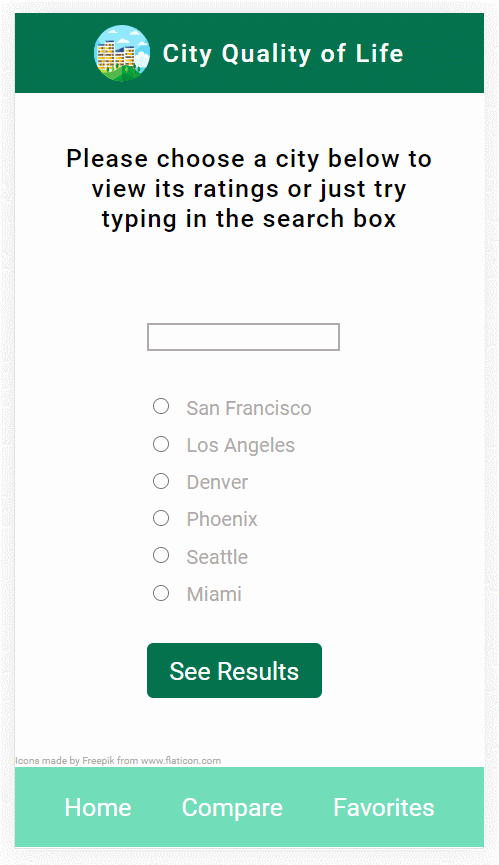 City Quality of Life
Please choose a city below to
view its ratings or just try
typing in the search box
San Francisco
Los Angeles
Denver
Phoenix
Seattle
Miami
See Results
Icons made by Freepik from www.flaticon.com
Home Compare Favorites